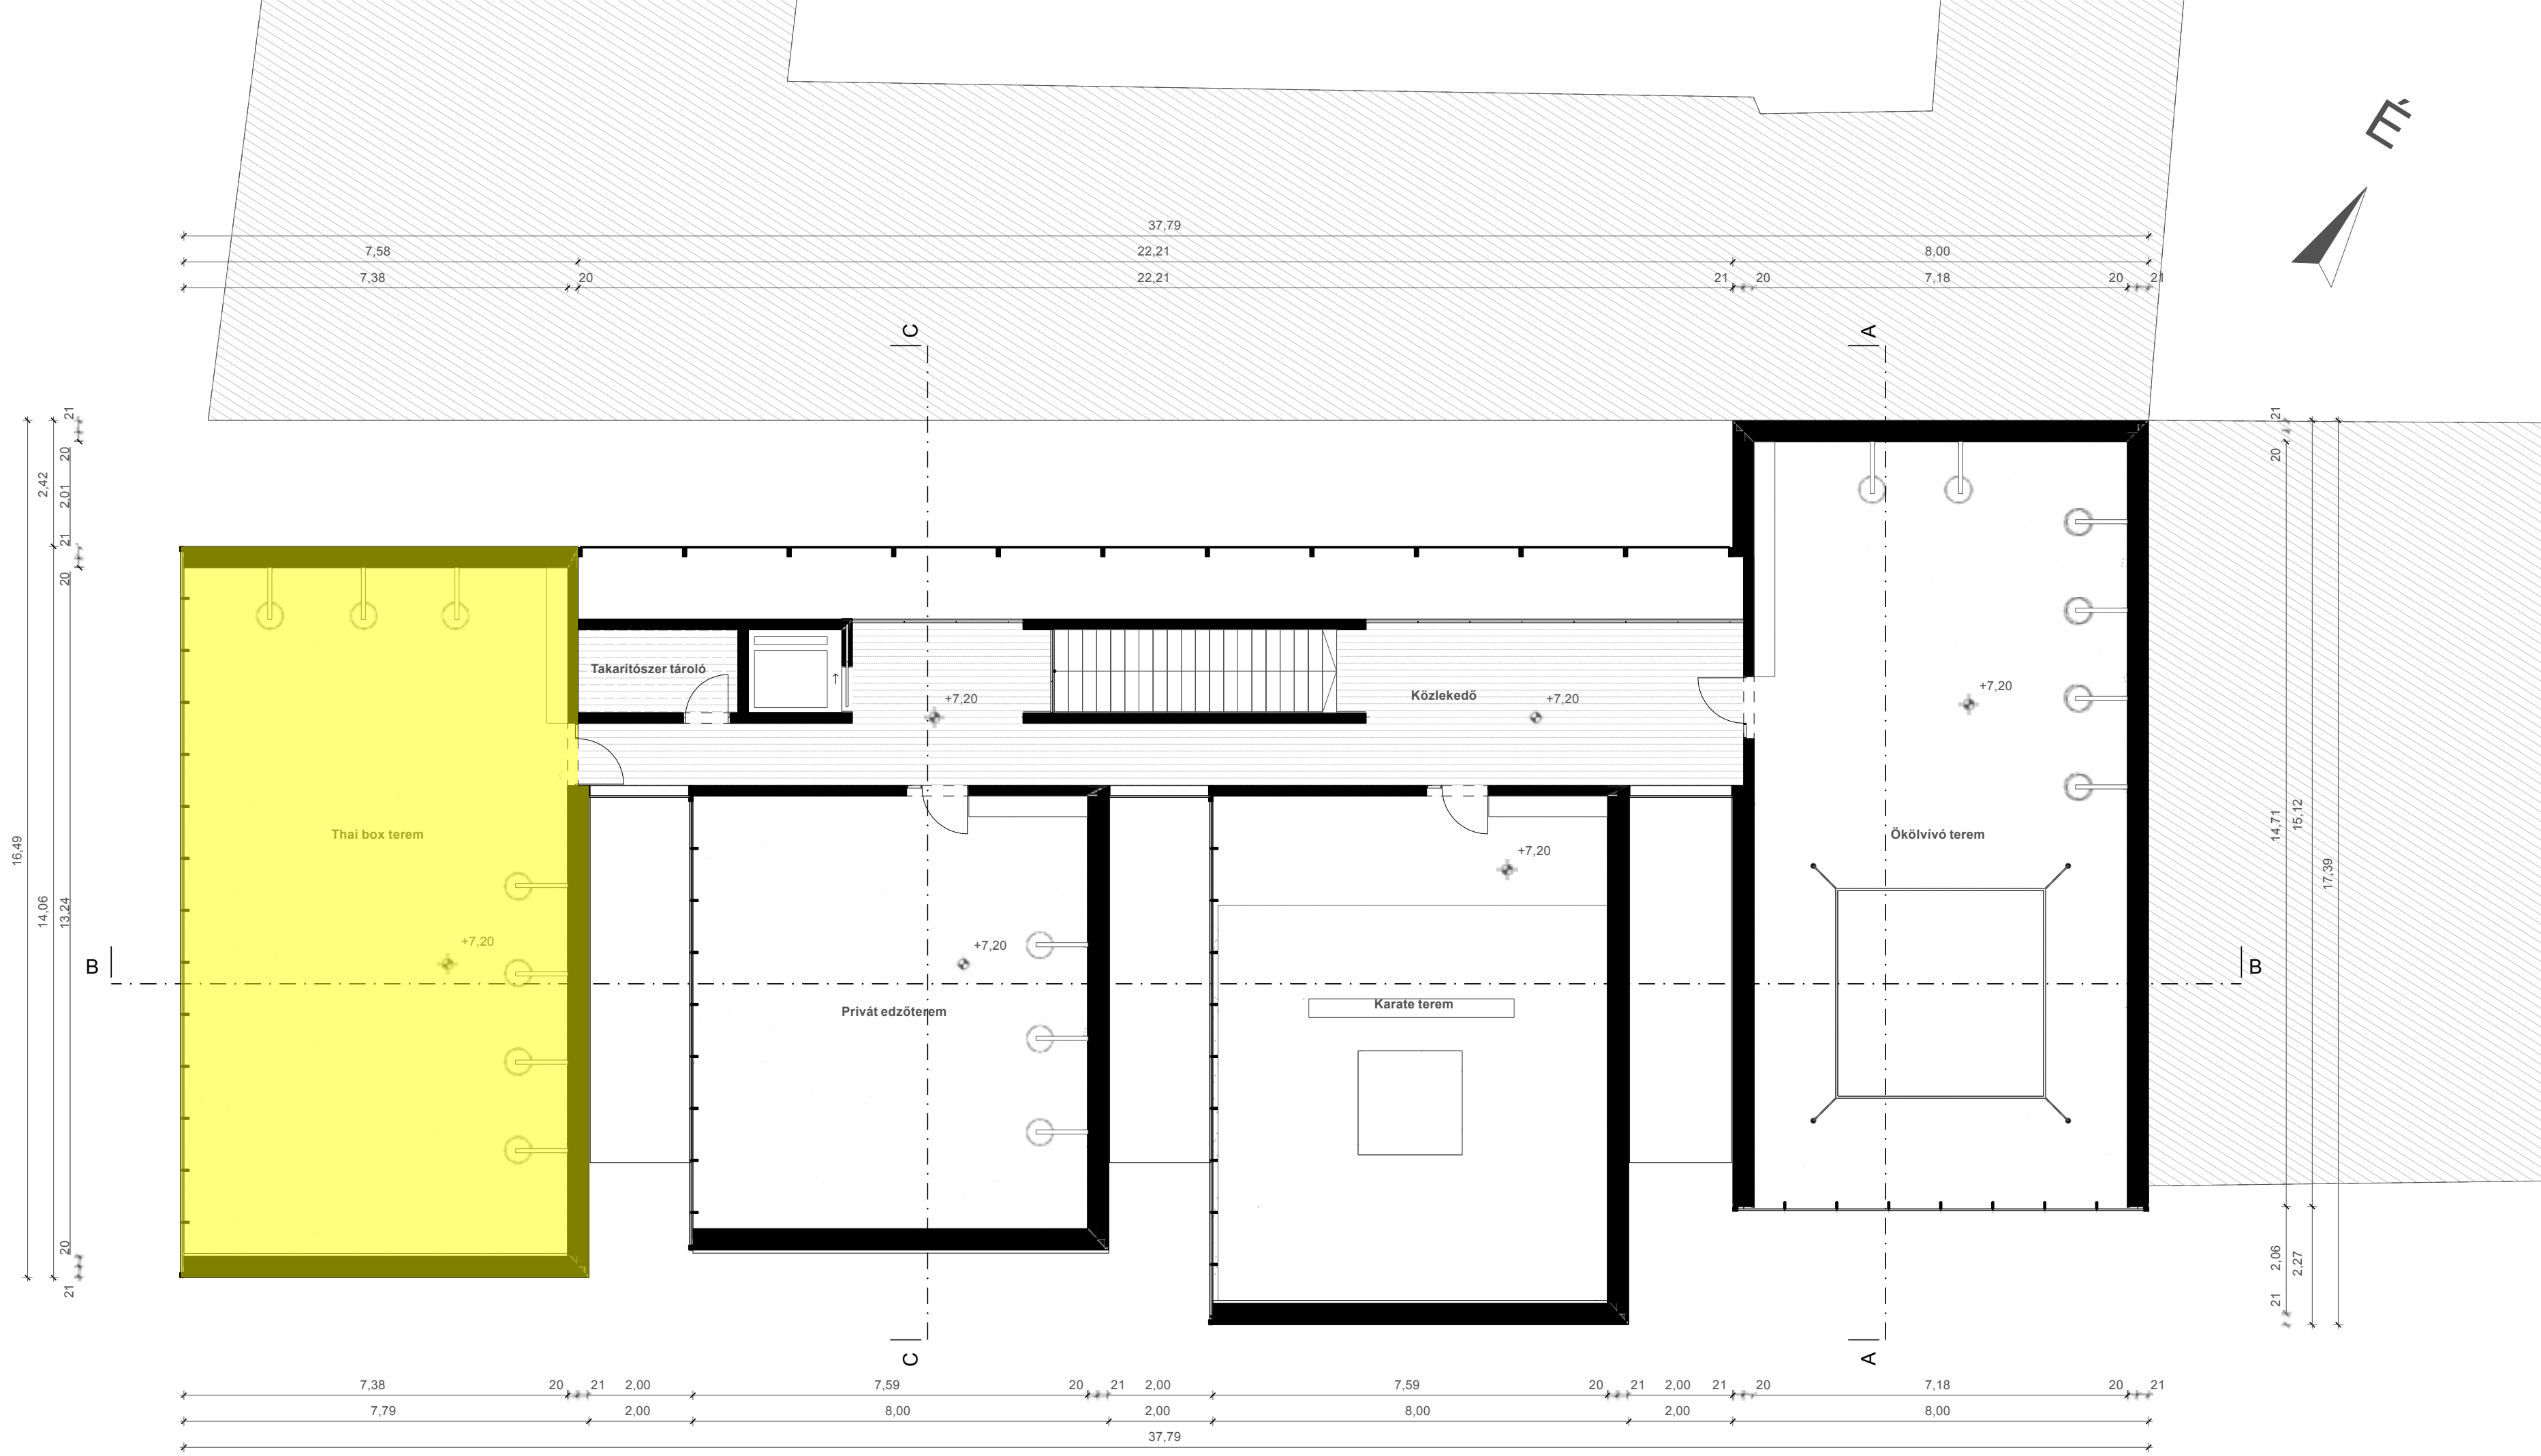 É
37,79
7,58 22,21 8,00
7,38 20 22,21 21 20 7,18 20 21
C A
21
20
2,42
2,01
21
20
21
20
Takarítószer tároló
+7,20
Közlekedő
+7,20
+7,20
Thai box terem
Ökölvívó terem
+7,20
16,49
14,06
13,24
14,71
15,12
17,39
+7,20
+7,20
B B
Privát edzőterem
Karate terem
20
21
2,06
2,27
21
C A
7,38 20 21 2,00 7,59 20 21 2,00 7,59 20 21 2,00 21 20 7,18 20 21
7,79 2,00 8,00 2,00 8,00 2,00 8,00
37,79